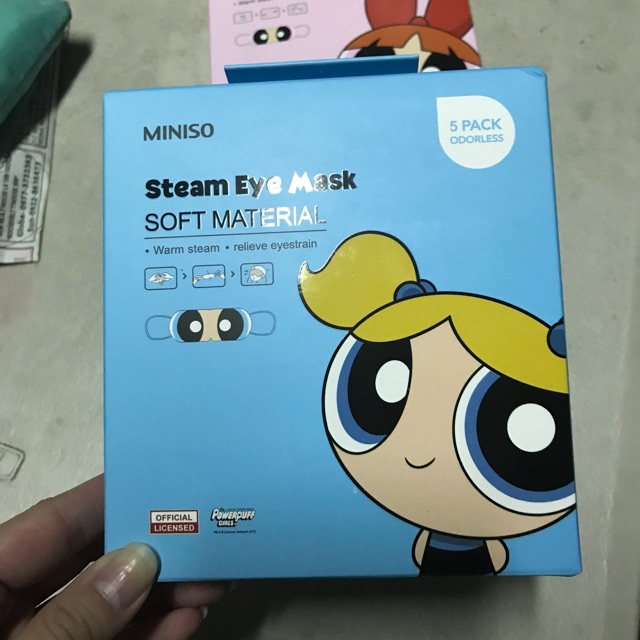 MINISO
5 PACK
ODORLESS
Steam Eye Mask
SOFT MATERIAL
• Warm steam • relieve eyestrain
OFFICIAL
LICENSED
POWERPUFF
GIRLS